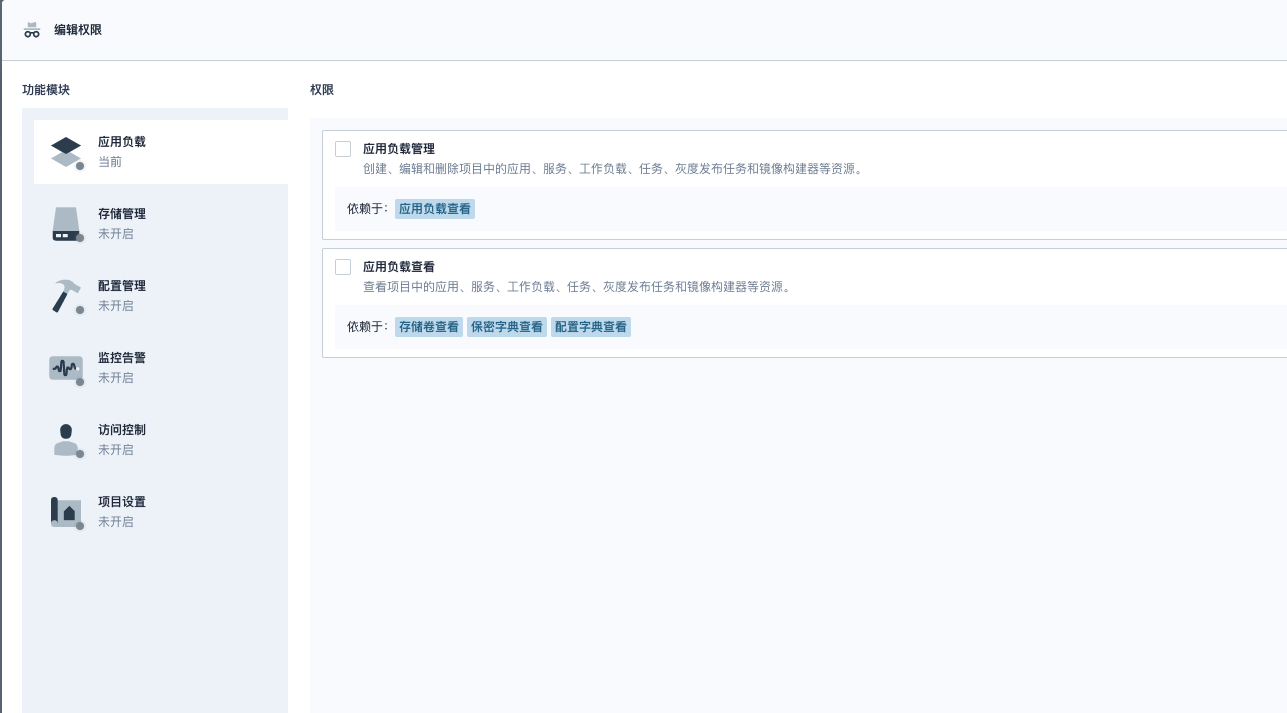 编辑权限
功能模块
应用负载
当前
存储管理
未开启
配置管理
未开启
监控告警
未开启
访问控制
未开启
项目设置
未开启
权限
应用负载管理
创建、编辑和删除项目中的应用、服务、工作负载、任务、灰度发布任务和镜像构建器等资源。
依赖于: 应用负载查看
应用负载查看
查看项目中的应用、服务、工作负载、任务、灰度发布任务和镜像构建器等资源。
依赖于: 存储卷查看 保密字典查看 配置字典查看